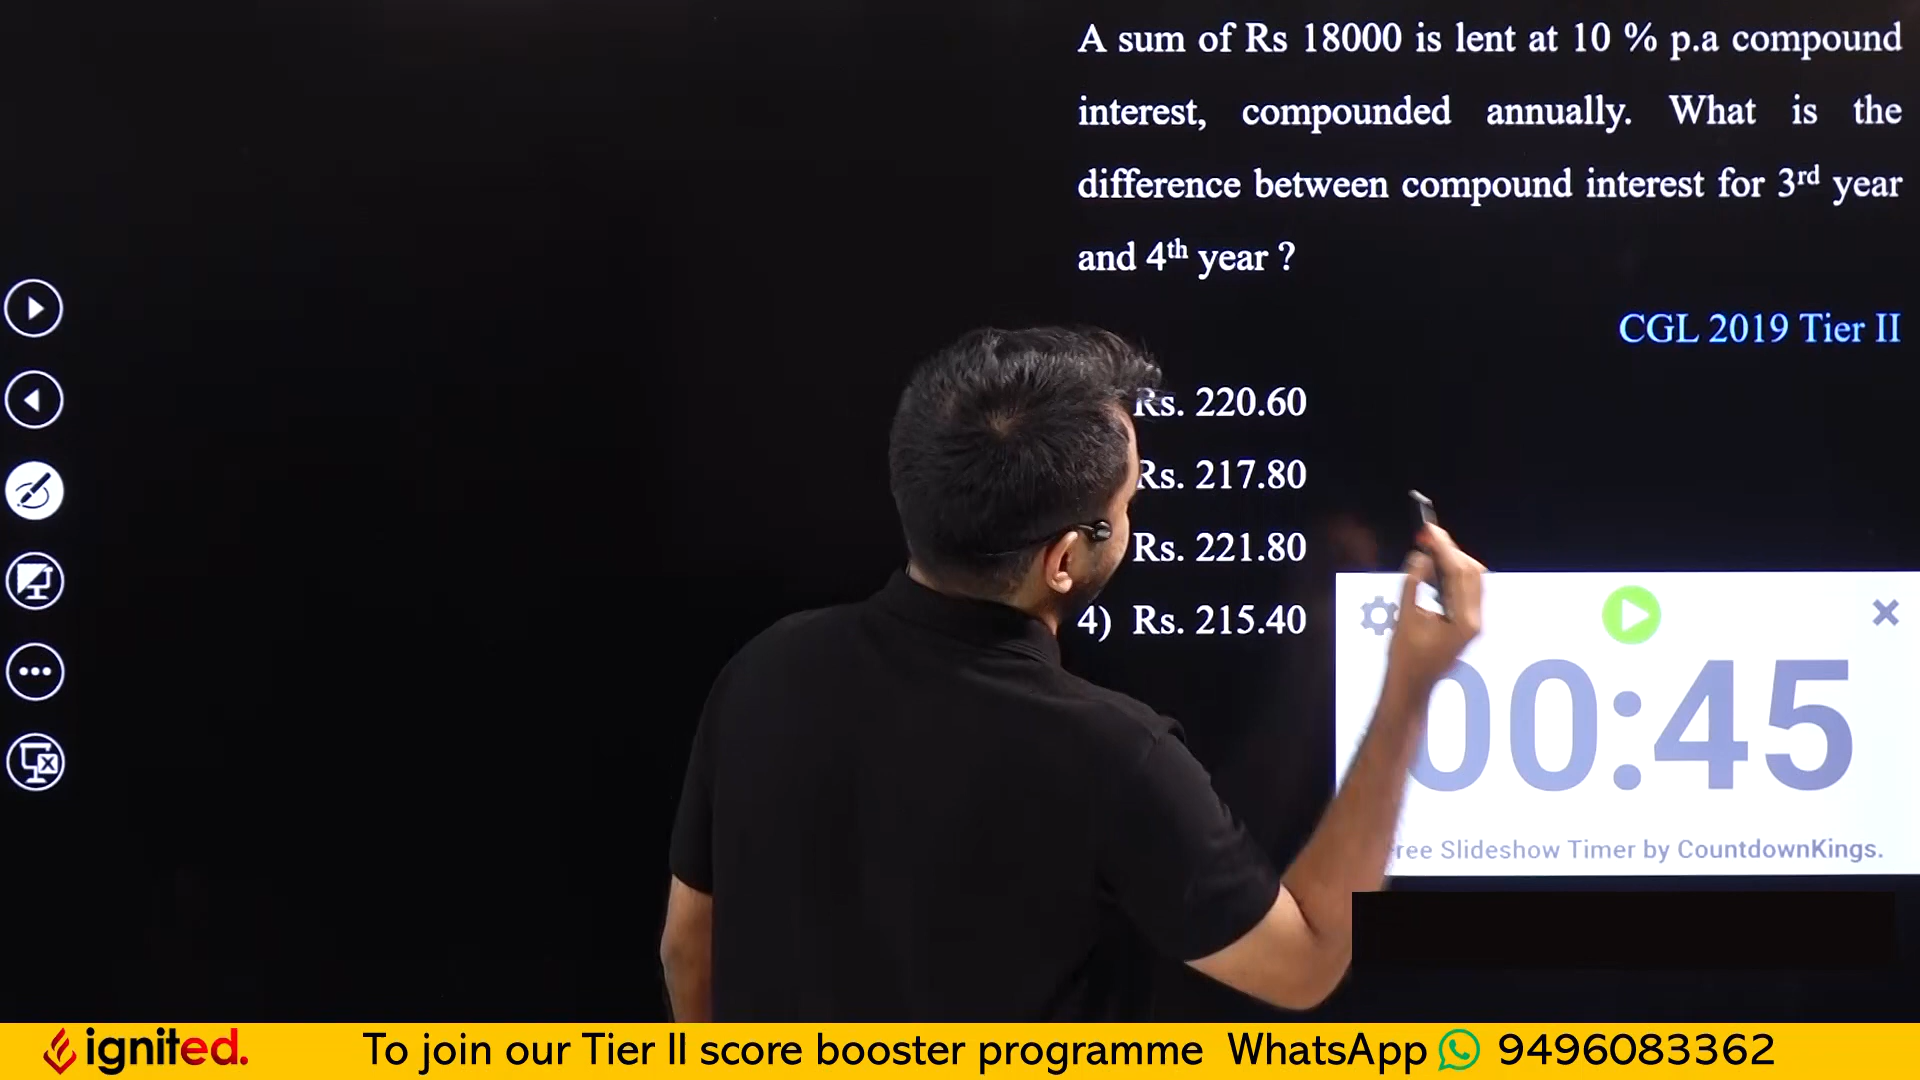 A sum of Rs 18000 is lent at 10 % p.a compound
interest, compounded annually. What is the
difference between compound interest for 3rd year
and 4th year ?
CGL 2019 Tier II
Rs. 220.60
Rs. 217.80
Rs. 221.80
4) Rs. 215.40
00:45
Slideshow Timer by CountdownKings.
ignited.
To join our Tier II score booster programme WhatsApp 9496083362